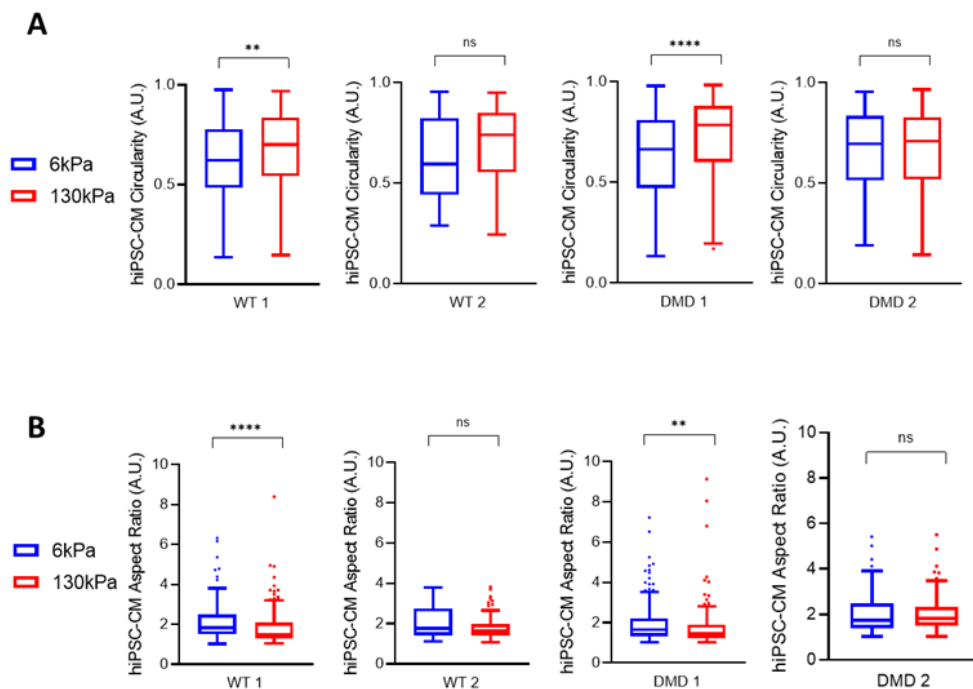 A
** ns **** ns
hiPSC-CM Circularity (A.U.)
1.0
0.5
0.0
WT 1
hiPSC-CM Circularity (A.U.)
1.0
0.5
0.0
WT 2
hiPSC-CM Circularity (A.U.)
1.0
0.5
0.0
DMD 1
hiPSC-CM Circularity (A.U.)
1.0
0.5
0.0
DMD 2
6kPa
130kPa
B
**** ns ** ns
hiPSC-CM Aspect Ratio (A.U.)
10
8
6
4
2
0
WT 1
hiPSC-CM Aspect Ratio (A.U.)
10
8
6
4
2
0
WT 2
hiPSC-CM Aspect Ratio (A.U.)
10
8
6
4
2
0
DMD 1
hiPSC-CM Aspect Ratio (A.U.)
10
8
6
4
2
0
DMD 2
6kPa
130kPa